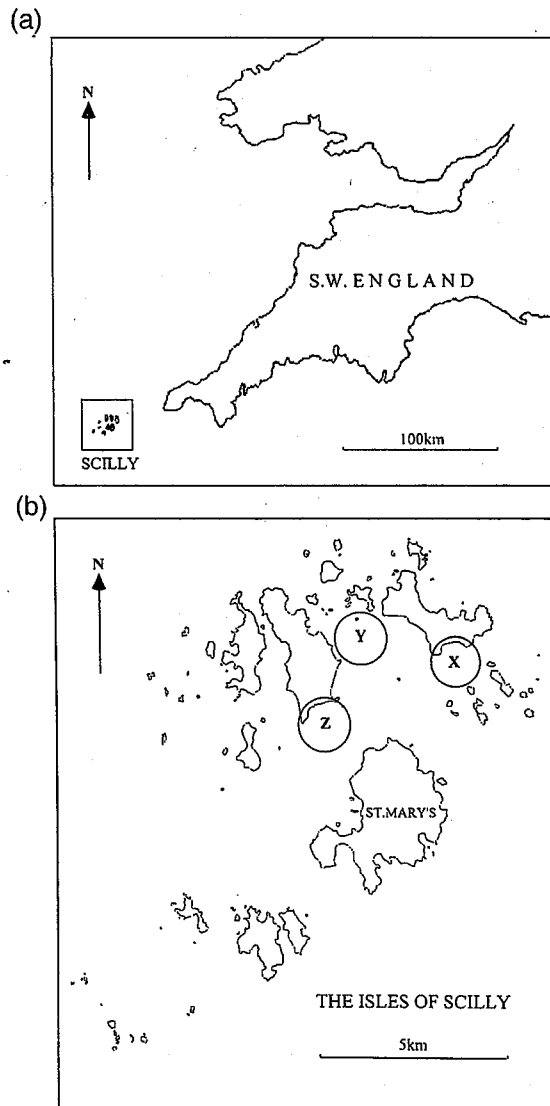 (a)
N
S.W. ENGLAND
100km
SCILLY
(b)
N
Y
X
Z
ST.MARY'S
THE ISLES OF SCILLY
5km